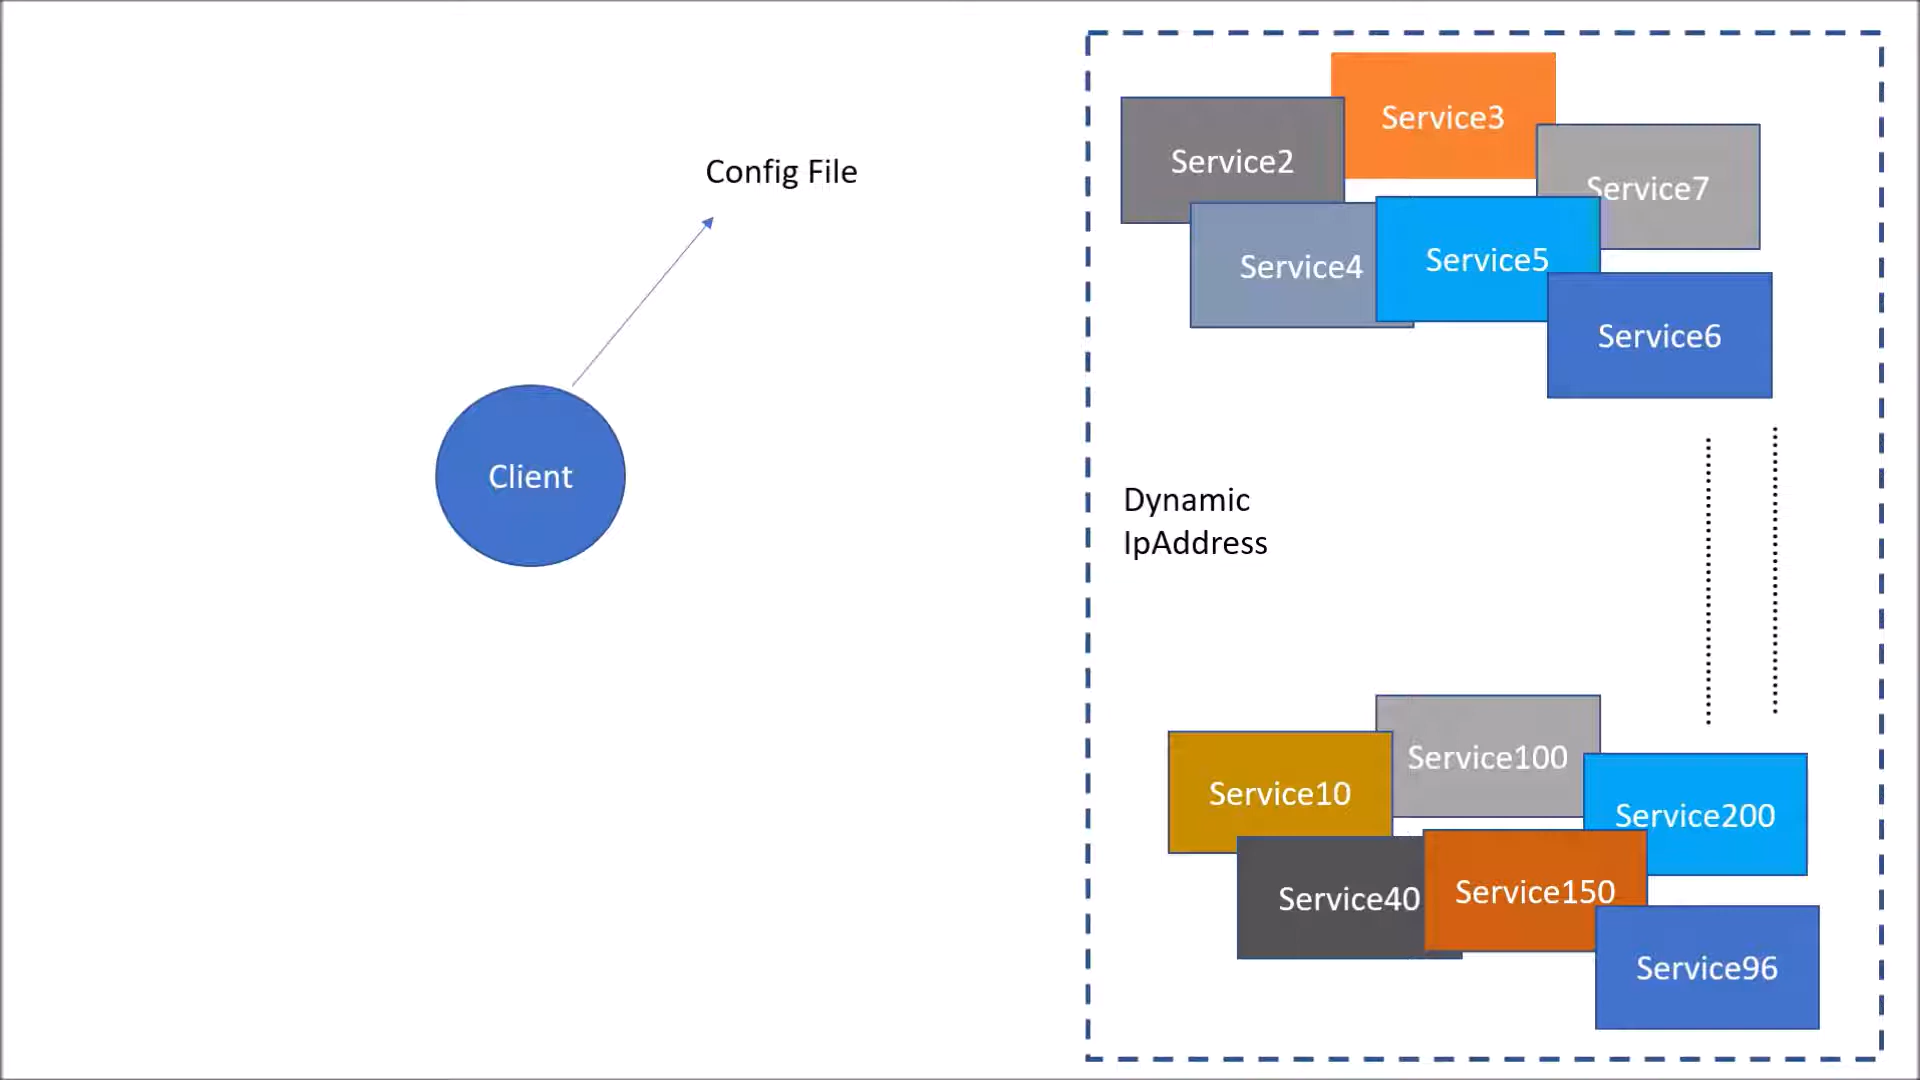 Config File
Client
Service3
Service2
Service7
Service5
Service4
Service6
Dynamic
IpAddress
Service100
Service10
Service200
Service150
Service40
Service96